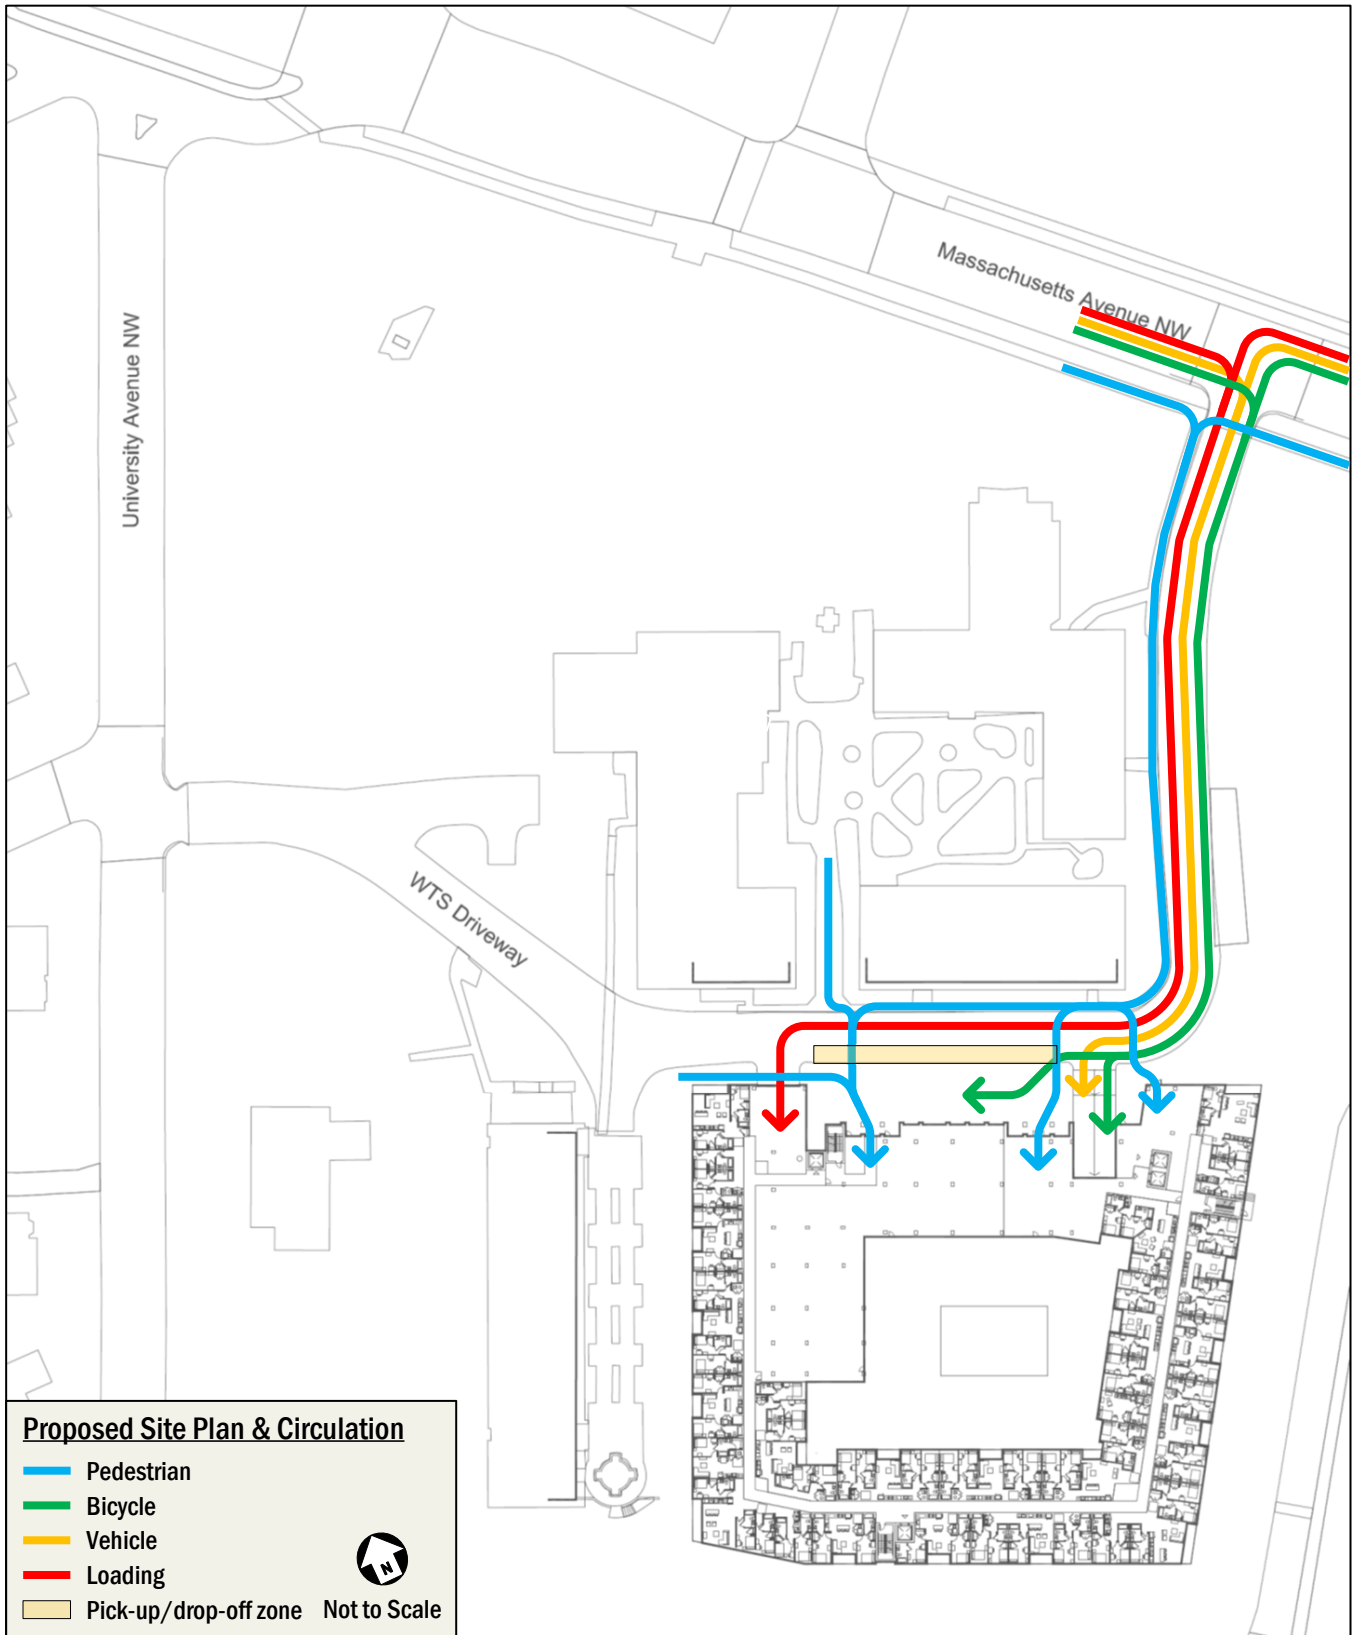 Massachusetts Avenue NW
University Avenue NW
WTS Driveway
Proposed Site Plan & Circulation
Pedestrian
Bicycle
Vehicle
Loading
Pick-up/drop-off zone
N
Not to Scale